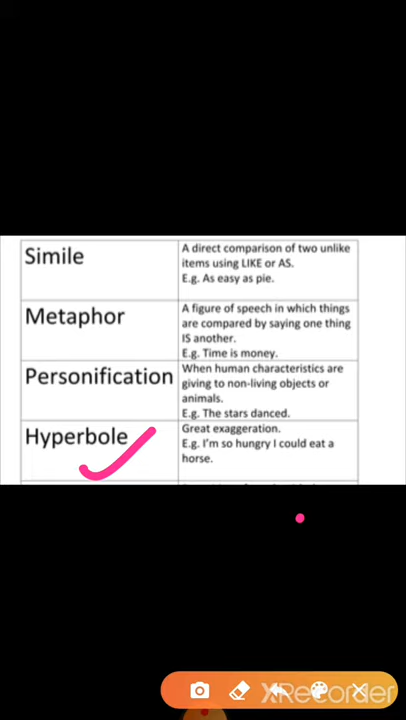 Simile
A direct comparison of two unlike
items using LIKE or AS.
E.g. As easy as pie.
Metaphor
A figure of speech in which things
are compared by saying one thing
IS another.
E.g. Time is money.
Personification
When human characteristics are
giving to non-living objects or
animals.
E.g. The stars danced.
Hyperbole
Great exaggeration.
E.g. I'm so hungry I could eat a
horse.
XRecorder